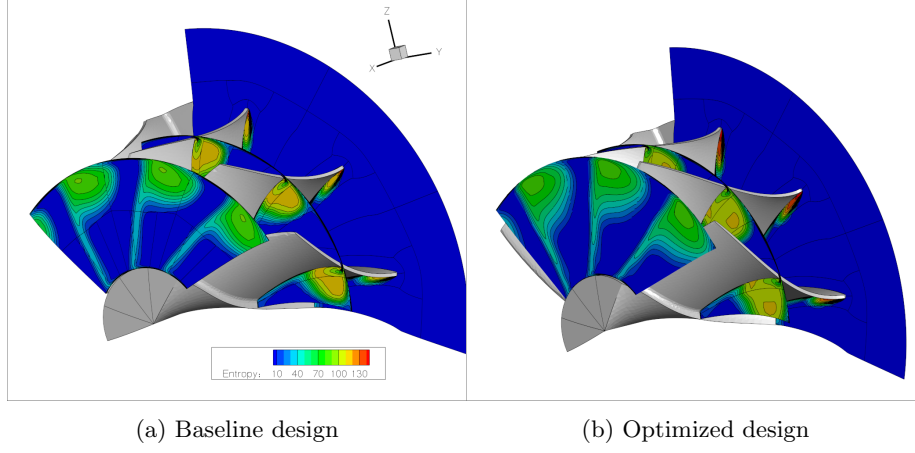 Z
Y
X
Entropy: 10 40 70 100 130
(a) Baseline design
(b) Optimized design